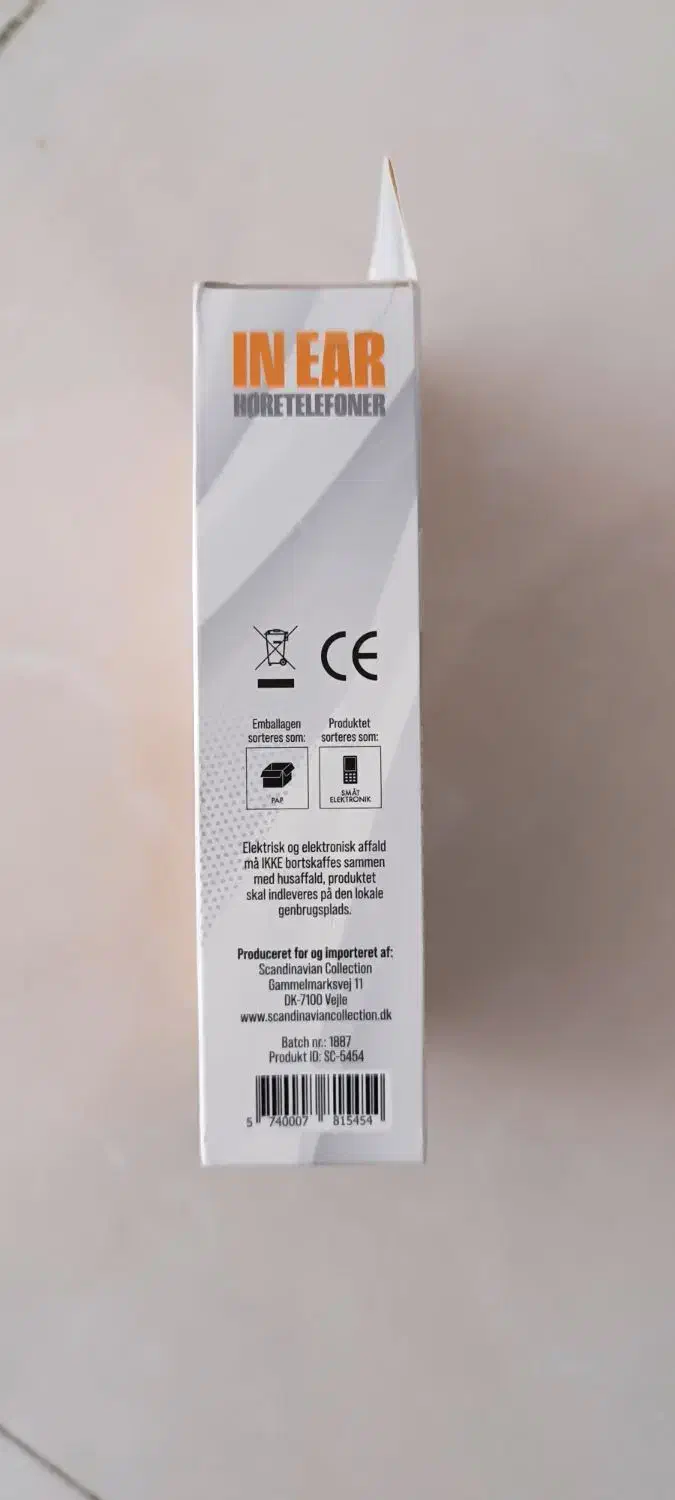 IN EAR
HØRETELEFONER
CE
Emballagen
sorteres som:
PAP
Produktet
sorteres som:
SMÅT
ELEKTRONIK
Elektrisk og elektronisk affald
må IKKE bortskaffes sammen
med husaffald, produktet
skal indleveres på den lokale
genbrugsplads.
Produceret for og importeret af:
Scandinavian Collection
Gammelmarksvej 11
DK-7100 Vejle
www.scandinaviancollection.dk
Batch nr.: 1887
Produkt ID: SC-5454
5 740007 815454